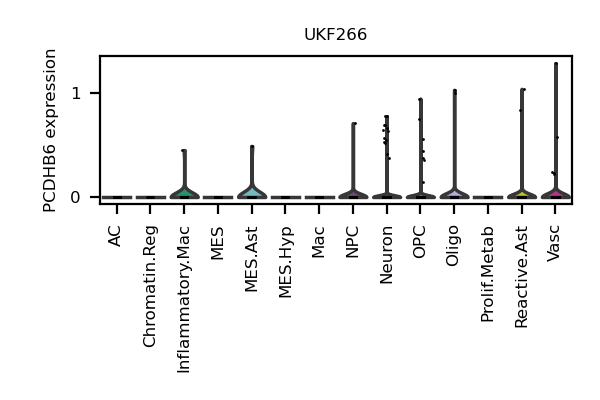 UKF266
PCDHB6 expression
1
0
AC
Chromatin.Reg
Inflammatory.Mac
MES
MES.Ast
MES.Hyp
Mac
NPC
Neuron
OPC
Oligo
Prolif.Metab
Reactive.Ast
Vasc